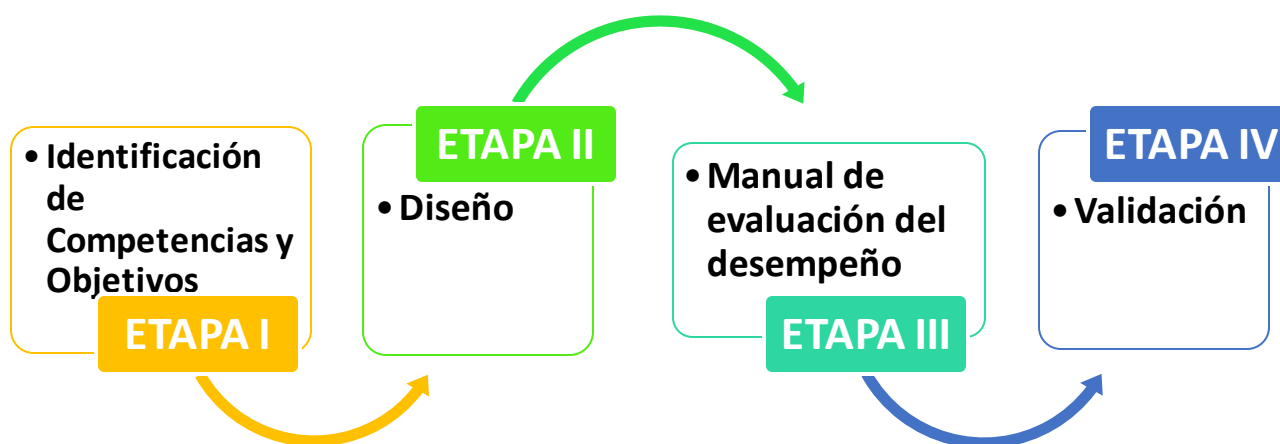 • Identificación
de
Competencias y
Objetivos
ETAPA I
ETAPA II
• Diseño
• Manual de
evaluación del
desempeño
ETAPA III
ETAPA IV
• Validación